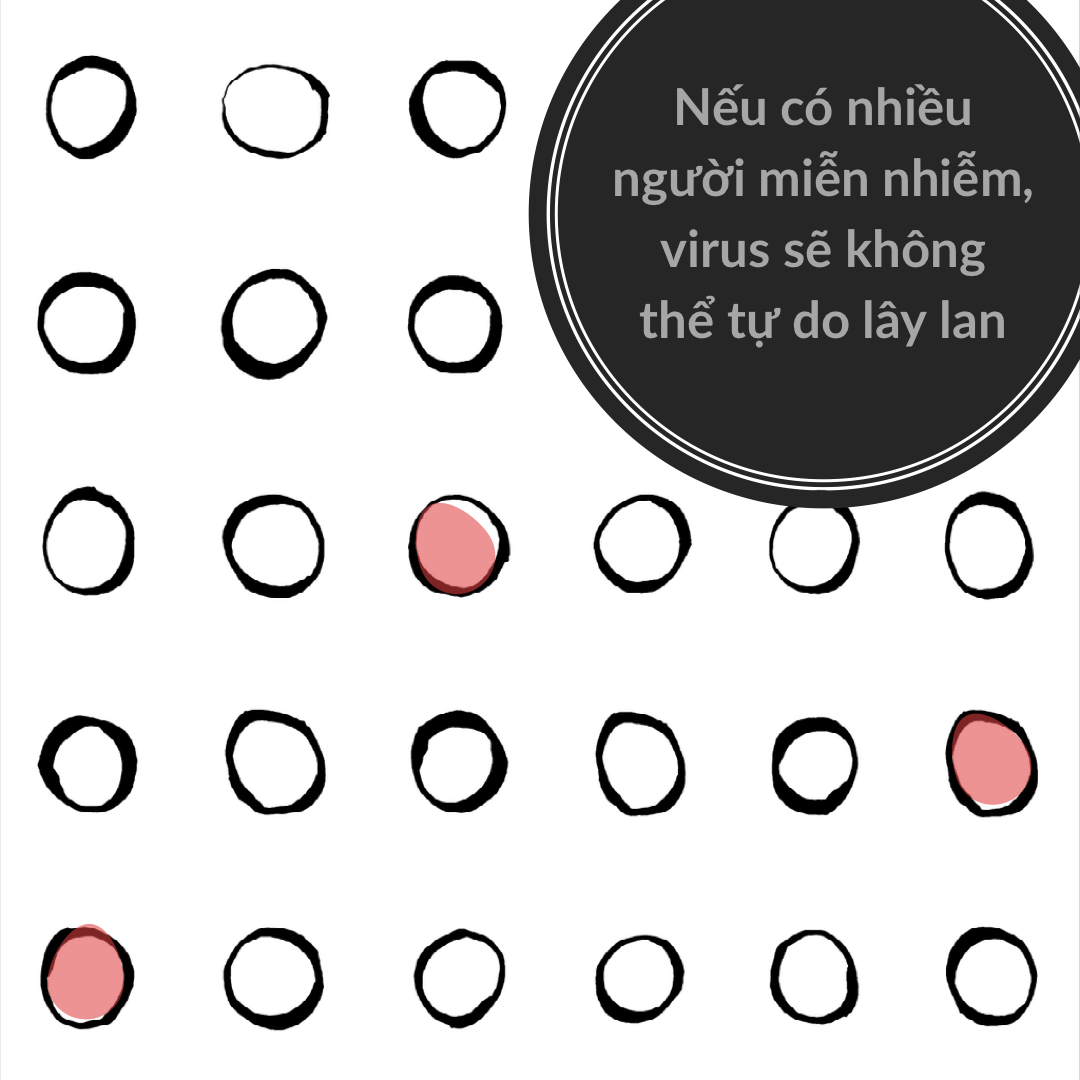 Nếu có nhiều
người miễn nhiễm,
virus sẽ không
thể tự do lây lan